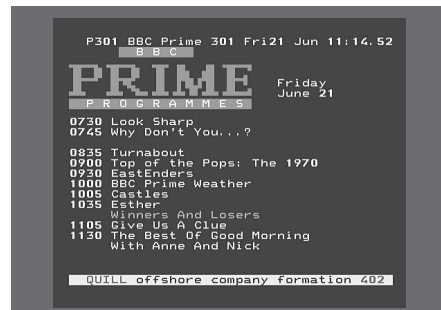 P301 BBC Prime 301 Fri21 Jun 11:14.52
BBC
PRIME
PROGRAMMES
Friday
June 21
0730 Look Sharp
0745 Why Don't You...?
0835 Turnabout
0900 Top of the Pops: The 1970
0930 EastEnders
1000 BBC Prime Weather
1005 Castles
1035 Esther
Winners And Losers
1105 Give Us A Clue
1130 The Best Of Good Morning
With Anne And Nick
QUILL offshore company formation 402